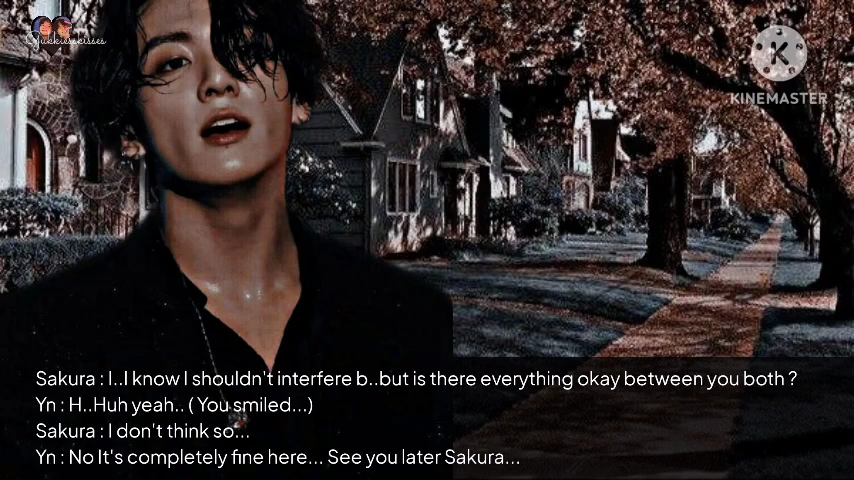 Jukkiesskisses
K
KINEMASTER
Sakura : I..I know I shouldn't interfere b..but is there everything okay between you both ?
Yn : H..Huh yeah.. ( You smiled...)
Sakura : I don't think so...
Yn : No It's completely fine here... See you later Sakura...